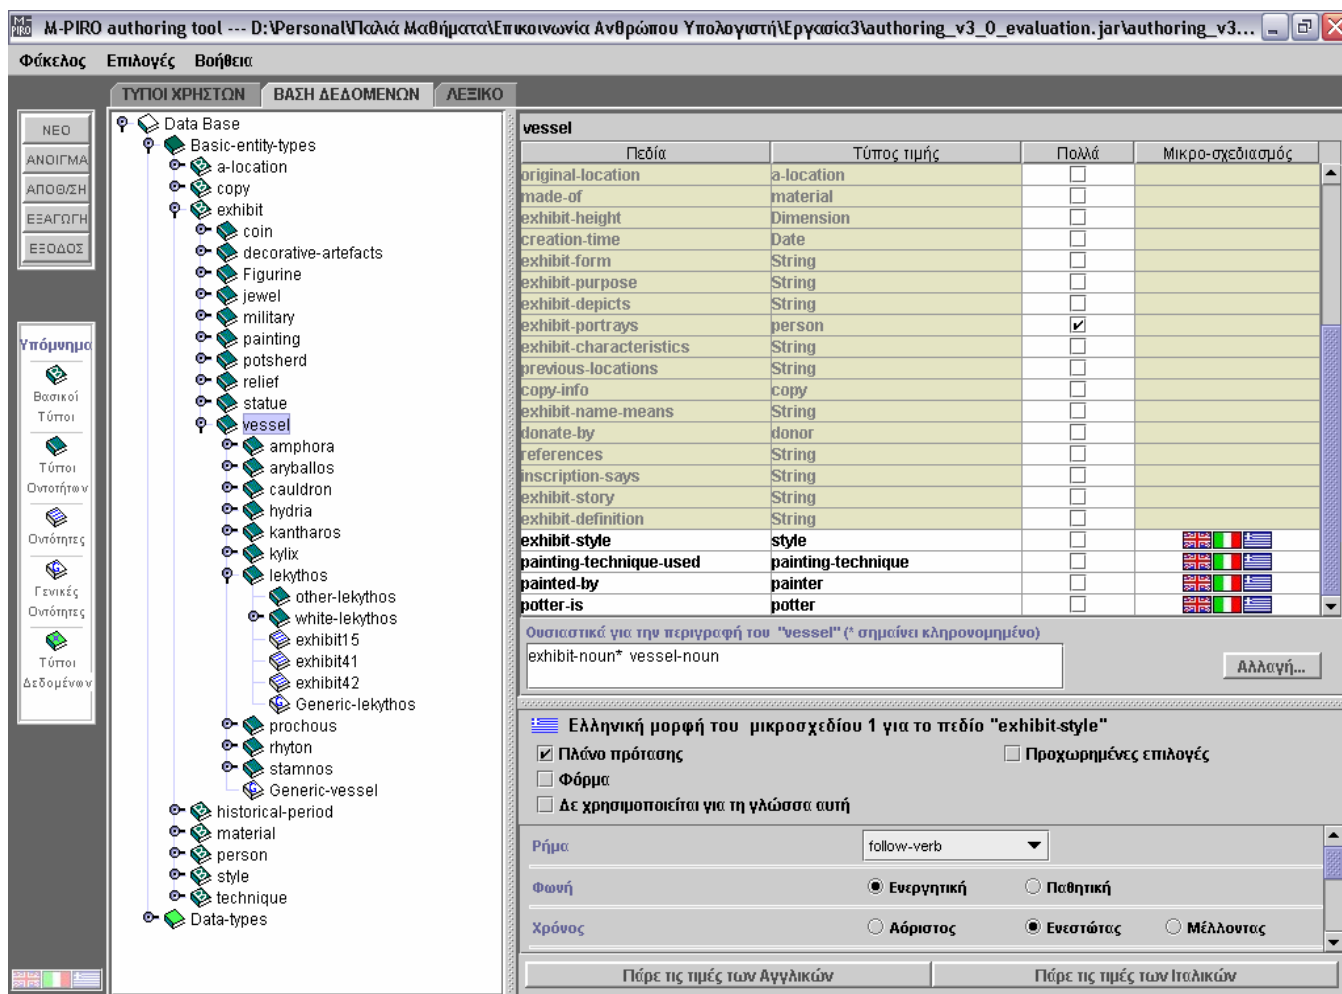 M-PIRO M-PIRO authoring tool --- D:\Personal\Παλιά Μαθήματα\Επικοινωνία Ανθρώπου Υπολογιστή\Εργασία3\authoring_v3_0_evaluation.jar\authoring_v3...
Φάκελος Επιλογές Βοήθεια
ΤΥΠΟΙ ΧΡΗΣΤΩΝ ΒΑΣΗ ΔΕΔΟΜΕΝΩΝ ΛΕΞΙΚΟ
ΝΕΟ
ΑΝΟΙΓΜΑ
ΑΠΟΘ/ΣΗ
ΕΞΑΓΩΓΗ
ΕΞΟΔΟΣ
Υπόμνημα
Βασικοί
Τύποι
Τύποι
Οντοτήτων
Οντότητες
Γενικές
Οντότητες
Τύποι
Δεδομένων
Data Base
Basic-entity-types
a-location
copy
exhibit
coin
decorative-artefacts
Figurine
jewel
military
painting
potsherd
relief
statue
vessel
amphora
aryballos
cauldron
hydria
kantharos
kylix
lekythos
other-lekythos
white-lekythos
exhibit15
exhibit41
exhibit42
Generic-lekythos
prochous
rhyton
stamnos
Generic-vessel
historical-period
material
person
style
technique
Data-types
vessel
Πεδία Τύπος τιμής Πολλά Μικρο-σχεδιασμός
original-location a-location
made-of material
exhibit-height Dimension
creation-time Date
exhibit-form String
exhibit-purpose String
exhibit-depicts String
exhibit-portrays person
exhibit-characteristics String
previous-locations String
copy-info copy
exhibit-name-means String
donate-by donor
references String
inscription-says String
exhibit-story String
exhibit-definition String
exhibit-style style
painting-technique-used painting-technique
painted-by painter
potter-is potter
Ουσιαστικά για την περιγραφή του "vessel" (* σημαίνει κληρονομημένο)
exhibit-noun* vessel-noun
Αλλαγή...
Ελληνική μορφή του μικροσχεδίου 1 για το πεδίο "exhibit-style"
Πλάνο πρότασης Προχωρημένες επιλογές
Φόρμα
Δε χρησιμοποιείται για τη γλώσσα αυτή
Ρήμα follow-verb
Φωνή Ενεργητική Παθητική
Χρόνος Αόριστος Ενεστώτας Μέλλοντας
Πάρε τις τιμές των Αγγλικών Πάρε τις τιμές των Ιταλικών